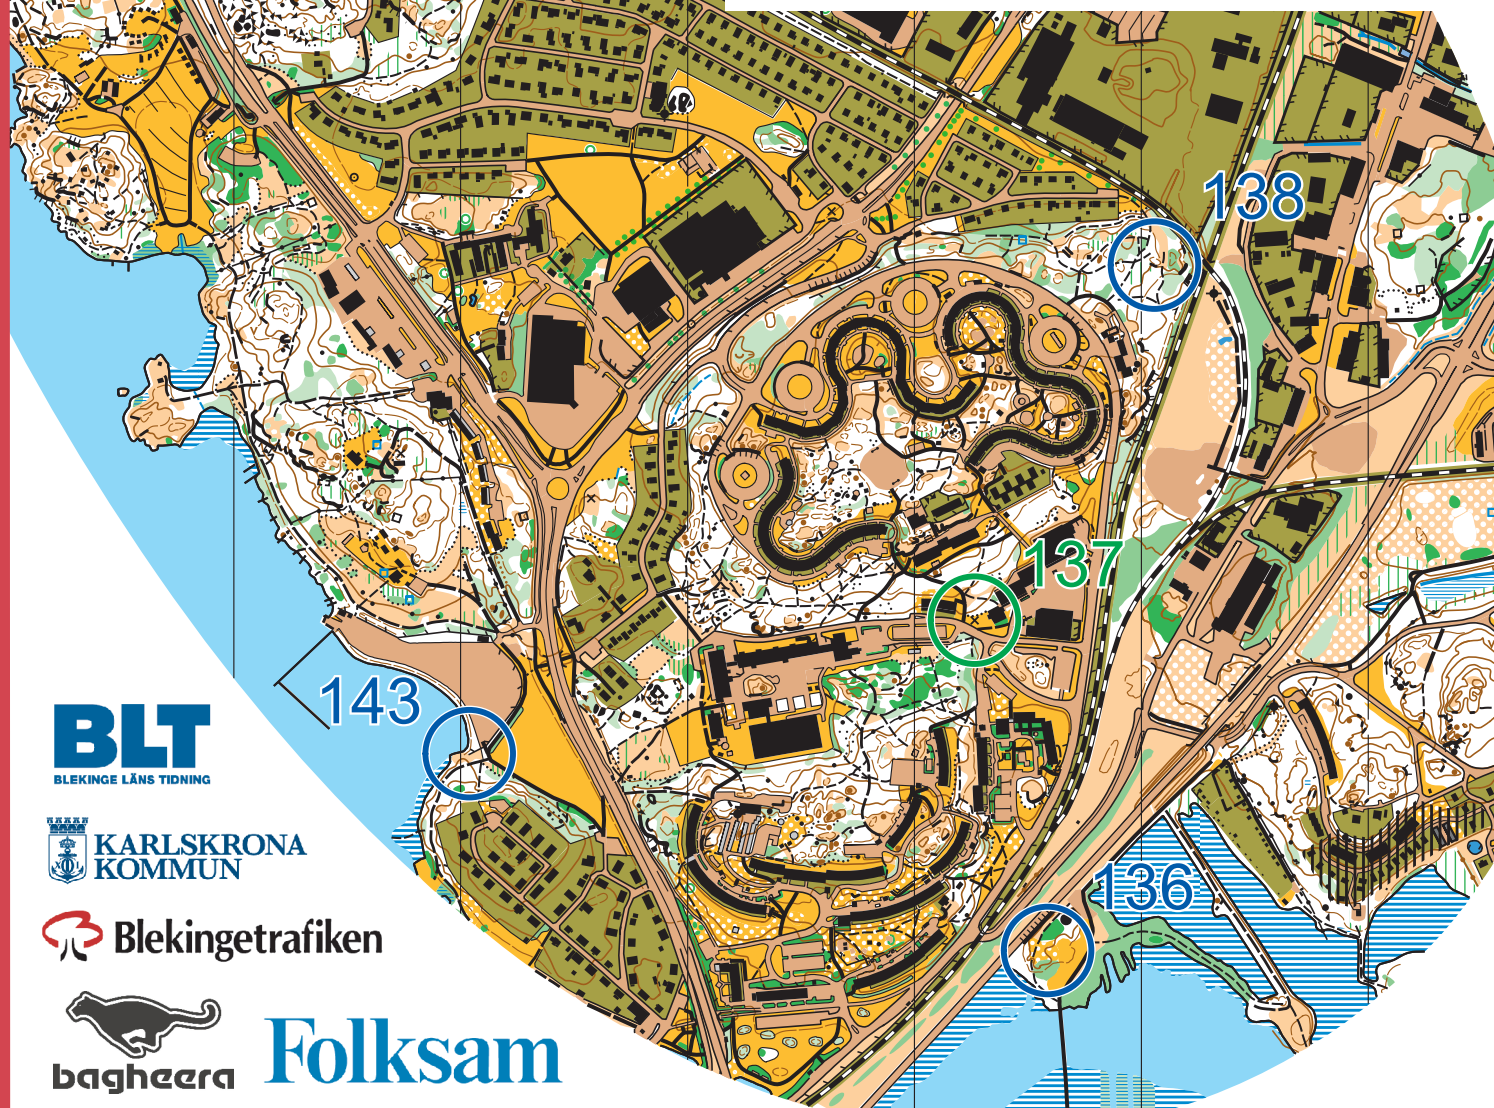 138
137
143
BLT
BLEKINGE LÄNS TIDNING
KARLSKRONA
KOMMUN
136
Blekingetrafiken
bagheera
Folksam